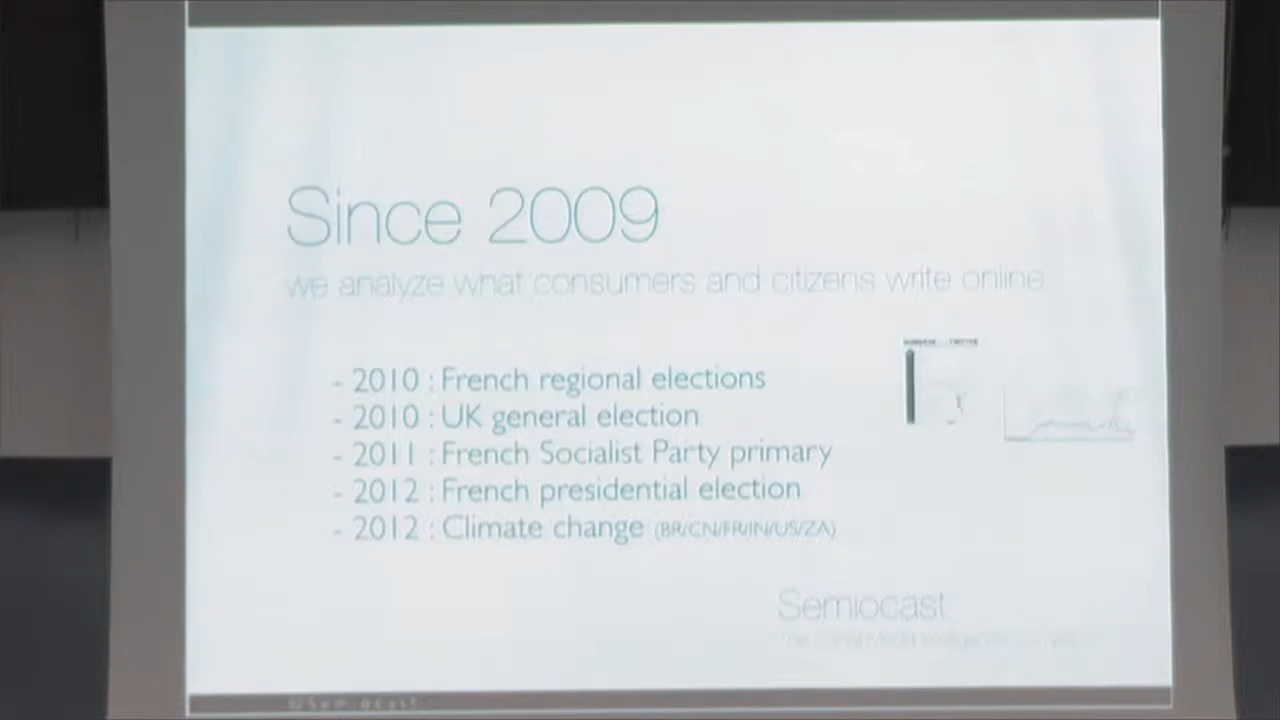 Since 2009
we analyze what consumers and citizens write online
- 2010 : French regional elections
- 2010 : UK general election
- 2011 : French Socialist Party primary
- 2012 : French presidential election
- 2012 : Climate change (BR/CN/FR/IN/US/ZA)
Semiocast